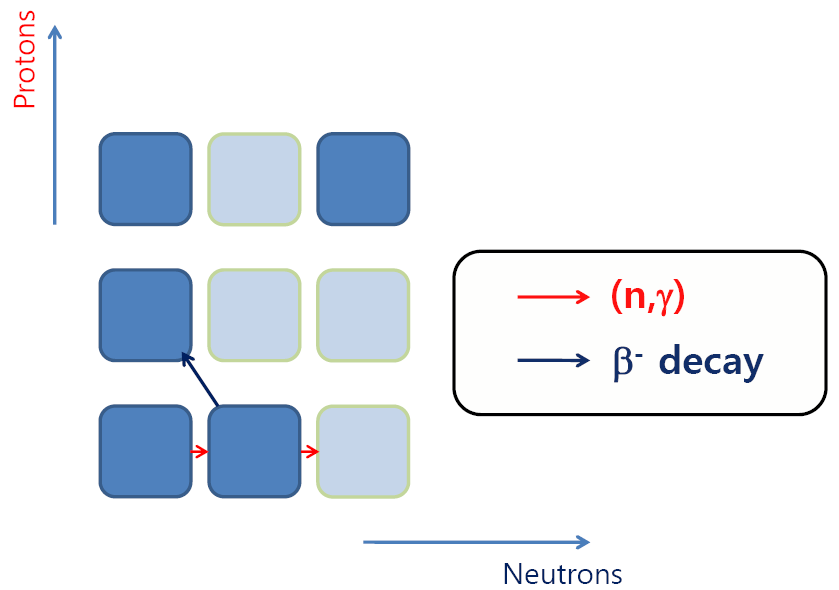 Protons
(n,γ)
β- decay
Neutrons